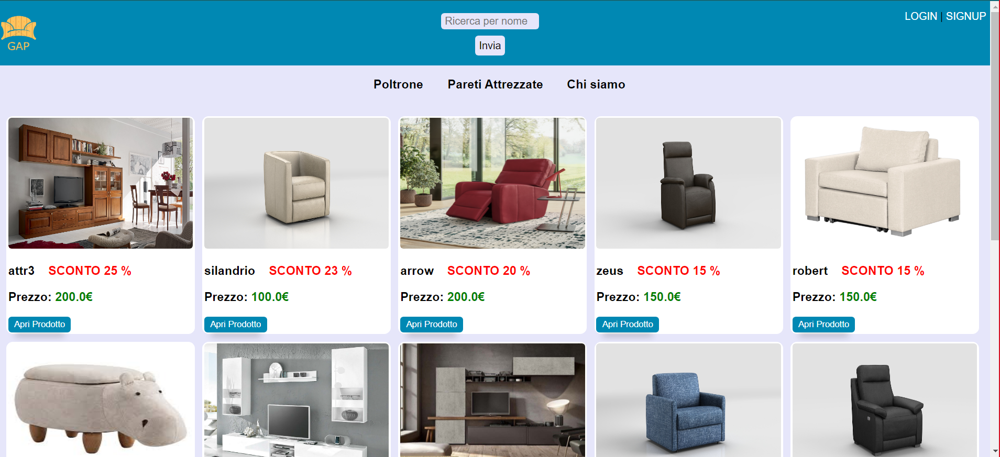 GAP
Ricerca per nome
Invia
LOGIN | SIGNUP
Poltrone Pareti Attrezzate Chi siamo
attr3 SCONTO 25 %
Prezzo: 200.0€
Apri Prodotto
silandrio SCONTO 23 %
Prezzo: 100.0€
Apri Prodotto
arrow SCONTO 20 %
Prezzo: 200.0€
Apri Prodotto
zeus SCONTO 15 %
Prezzo: 150.0€
Apri Prodotto
robert SCONTO 15 %
Prezzo: 150.0€
Apri Prodotto